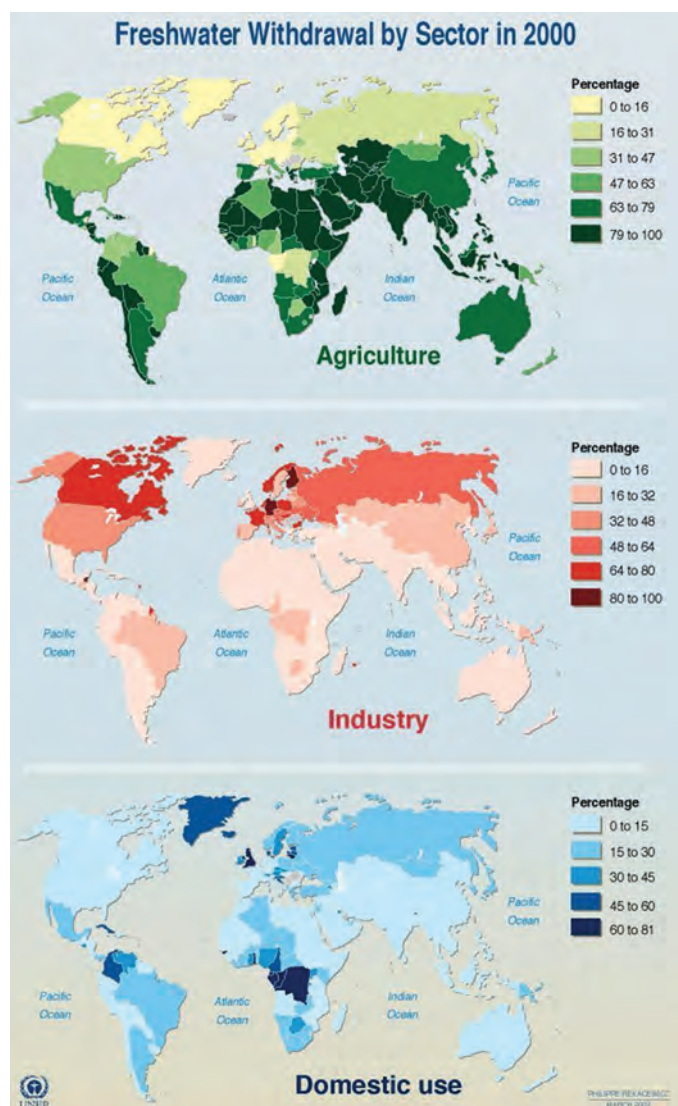 Freshwater Withdrawal by Sector in 2000
Percentage
0 to 16
16 to 31
31 to 47
47 to 63
63 to 79
79 to 100
Pacific
Ocean
Pacific
Ocean
Atlantic
Ocean
Indian
Ocean
Agriculture
Percentage
0 to 16
16 to 32
32 to 48
48 to 64
64 to 80
80 to 100
Pacific
Ocean
Pacific
Ocean
Atlantic
Ocean
Indian
Ocean
Industry
Percentage
0 to 15
15 to 30
30 to 45
45 to 60
60 to 81
Pacific
Ocean
Pacific
Ocean
Atlantic
Ocean
Indian
Ocean
Domestic use